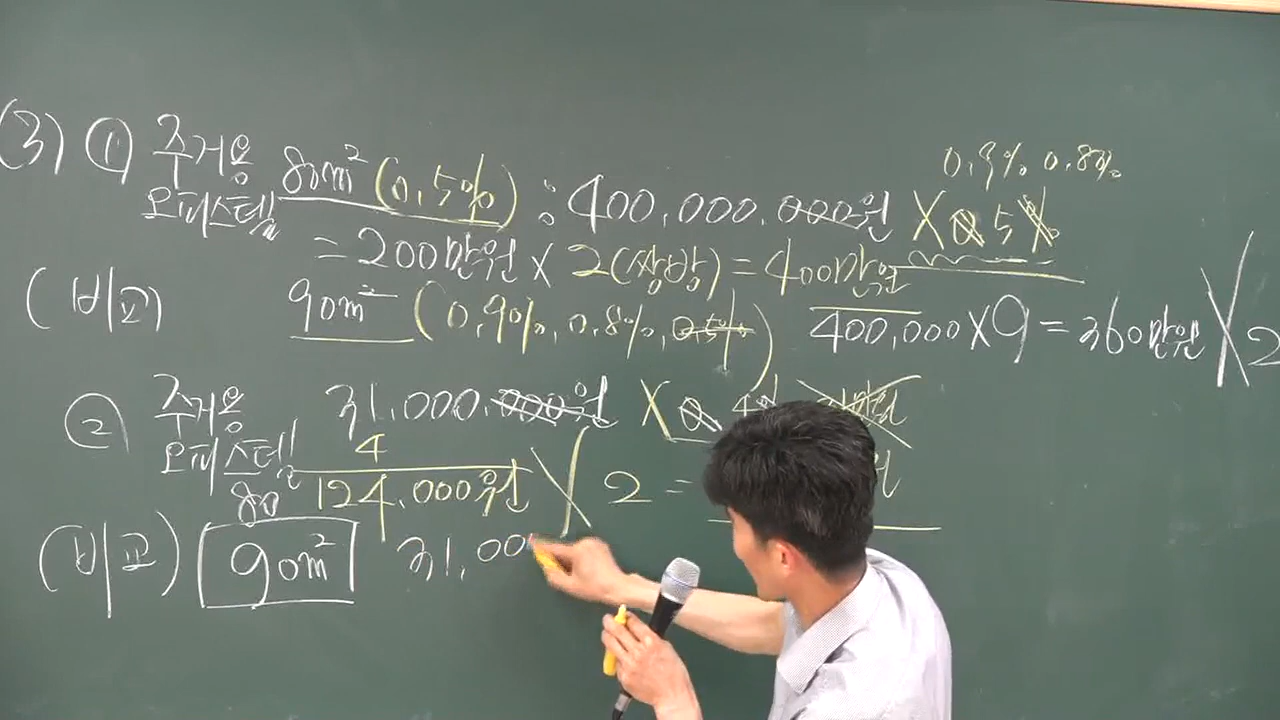 0.9% 0.8%
(3) ① 주거용 오피스텔 80m² (0.5%) : 400,000,000원 X 0.5%
= 200만원 X 2(쌍방) = 400만원
(비교) 90m² (0.9%, 0.8%, 0.5%) 400,000X9 = 360만원 X 2
② 주거용 오피스텔 80 31,000,000원 X 0.4%
4
124,000원 X 2 =
(비교) 90m² 31,00